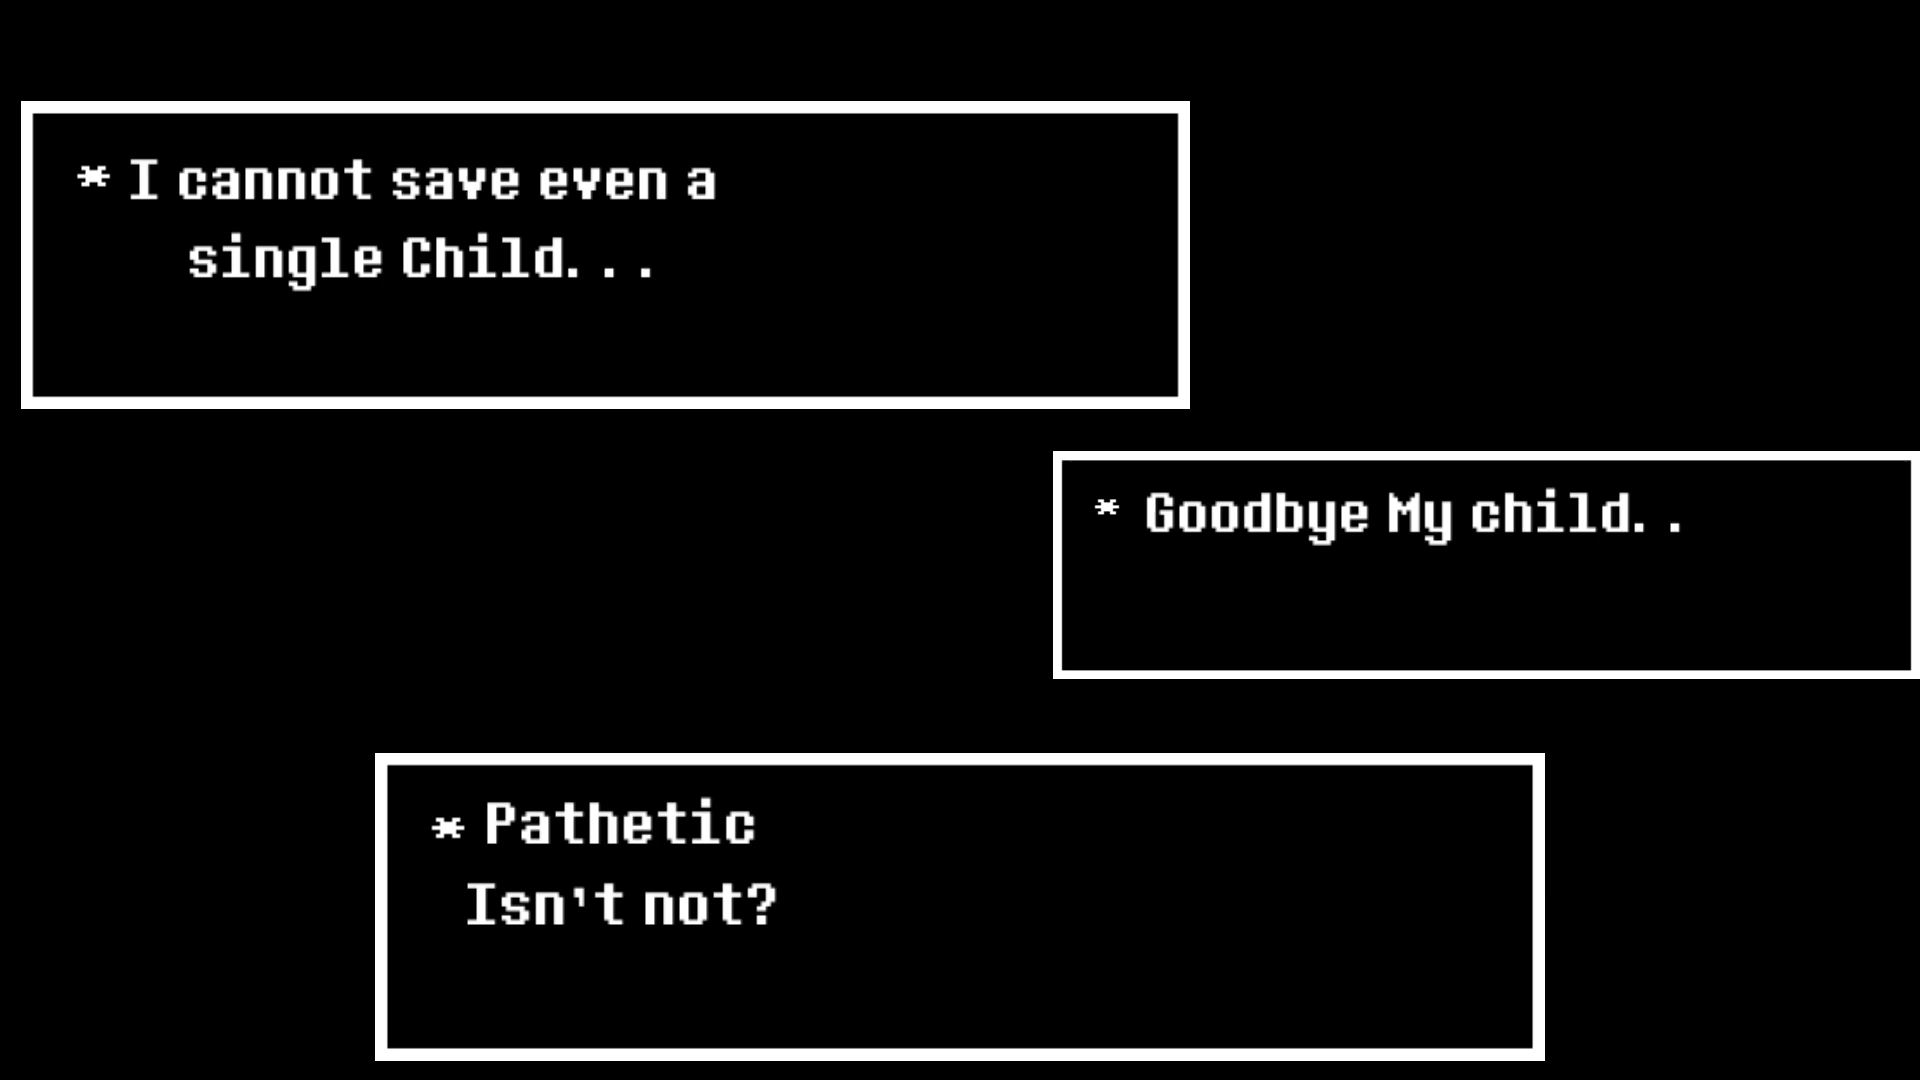 * I cannot save even a
single Child...
* Goodbye My child..
* Pathetic
Isn't not?